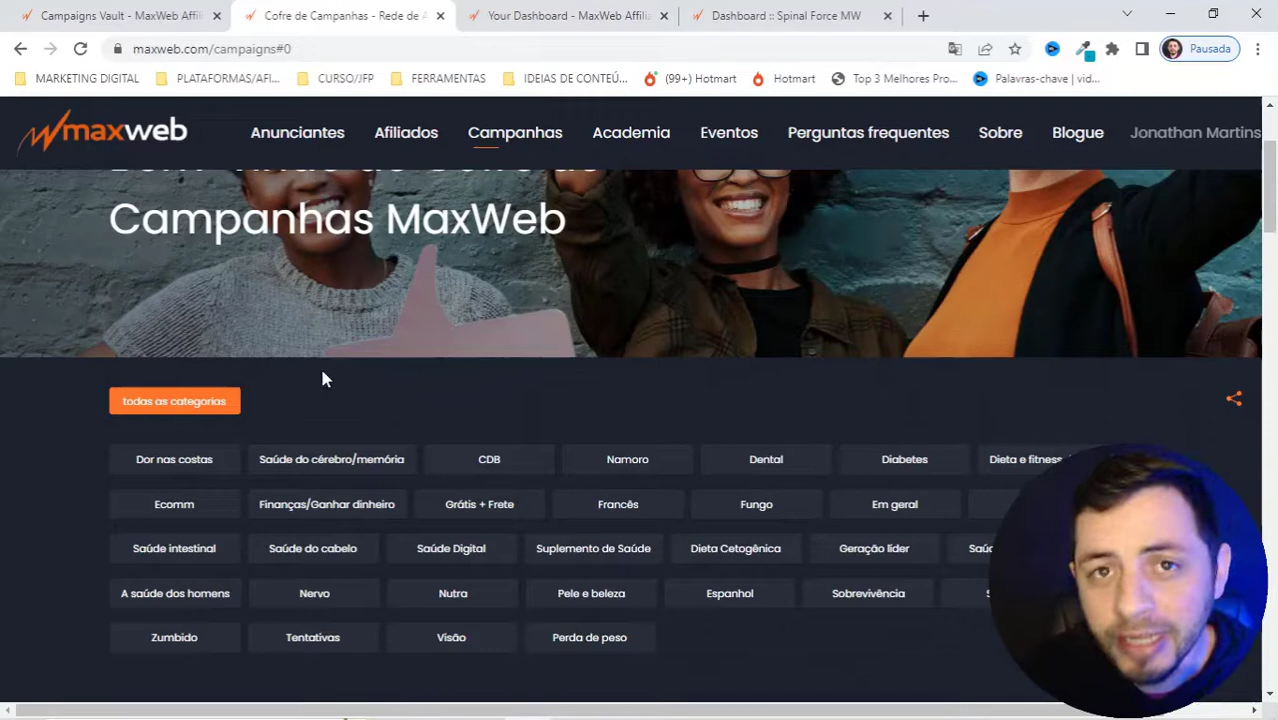 Campaigns Vault - MaxWeb Affili
Cofre de Campanhas - Rede de A
Your Dashboard - MaxWeb Affilia
Dashboard :: Spinal Force MW
maxweb.com/campaigns#0
Pausada
MARKETING DIGITAL
PLATAFORMAS/AFI...
CURSO/JFP
FERRAMENTAS
IDEIAS DE CONTEÚ...
(99+) Hotmart
Hotmart
Top 3 Melhores Pro...
Palavras-chave | vid...
maxweb
Anunciantes
Afiliados
Campanhas
Academia
Eventos
Perguntas frequentes
Sobre
Blogue
Jonathan Martins
Campanhas MaxWeb
todas as categorias
Dor nas costas
Saúde do cérebro/memória
CDB
Namoro
Dental
Diabetes
Dieta e fitness
Ecomm
Finanças/Ganhar dinheiro
Grátis + Frete
Francês
Fungo
Em geral
Saúde intestinal
Saúde do cabelo
Saúde Digital
Suplemento de Saúde
Dieta Cetogênica
Geração líder
A saúde dos homens
Nervo
Nutra
Pele e beleza
Espanhol
Sobrevivência
Zumbido
Tentativas
Visão
Perda de peso